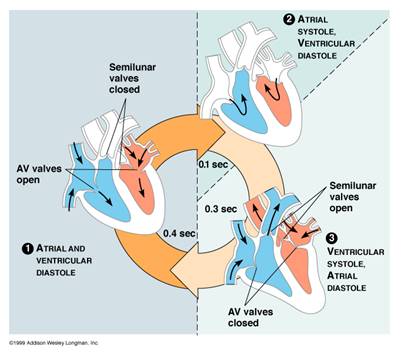 2 ATRIAL
SYSTOLE,
VENTRICULAR
DIASTOLE
Semilunar
valves
closed
AV valves
open
0.1 sec
0.3 sec
0.4 sec
Semilunar
valves
open
1 ATRIAL AND
VENTRICULAR
DIASTOLE
3
VENTRICULAR
SYSTOLE,
ATRIAL
DIASTOLE
AV valves
closed
©1999 Addison Wesley Longman, Inc.